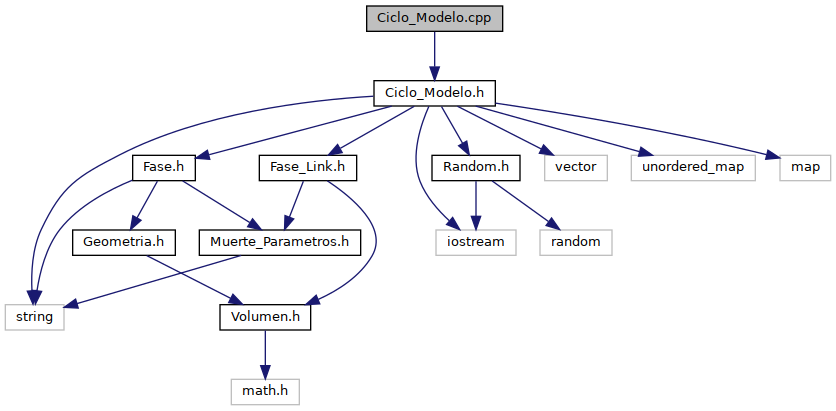 Ciclo_Modelo.cpp
Ciclo_Modelo.h
Fase.h
Fase_Link.h
Random.h
vector
unordered_map
map
Geometria.h
Muerte_Parametros.h
iostream
random
string
Volumen.h
math.h